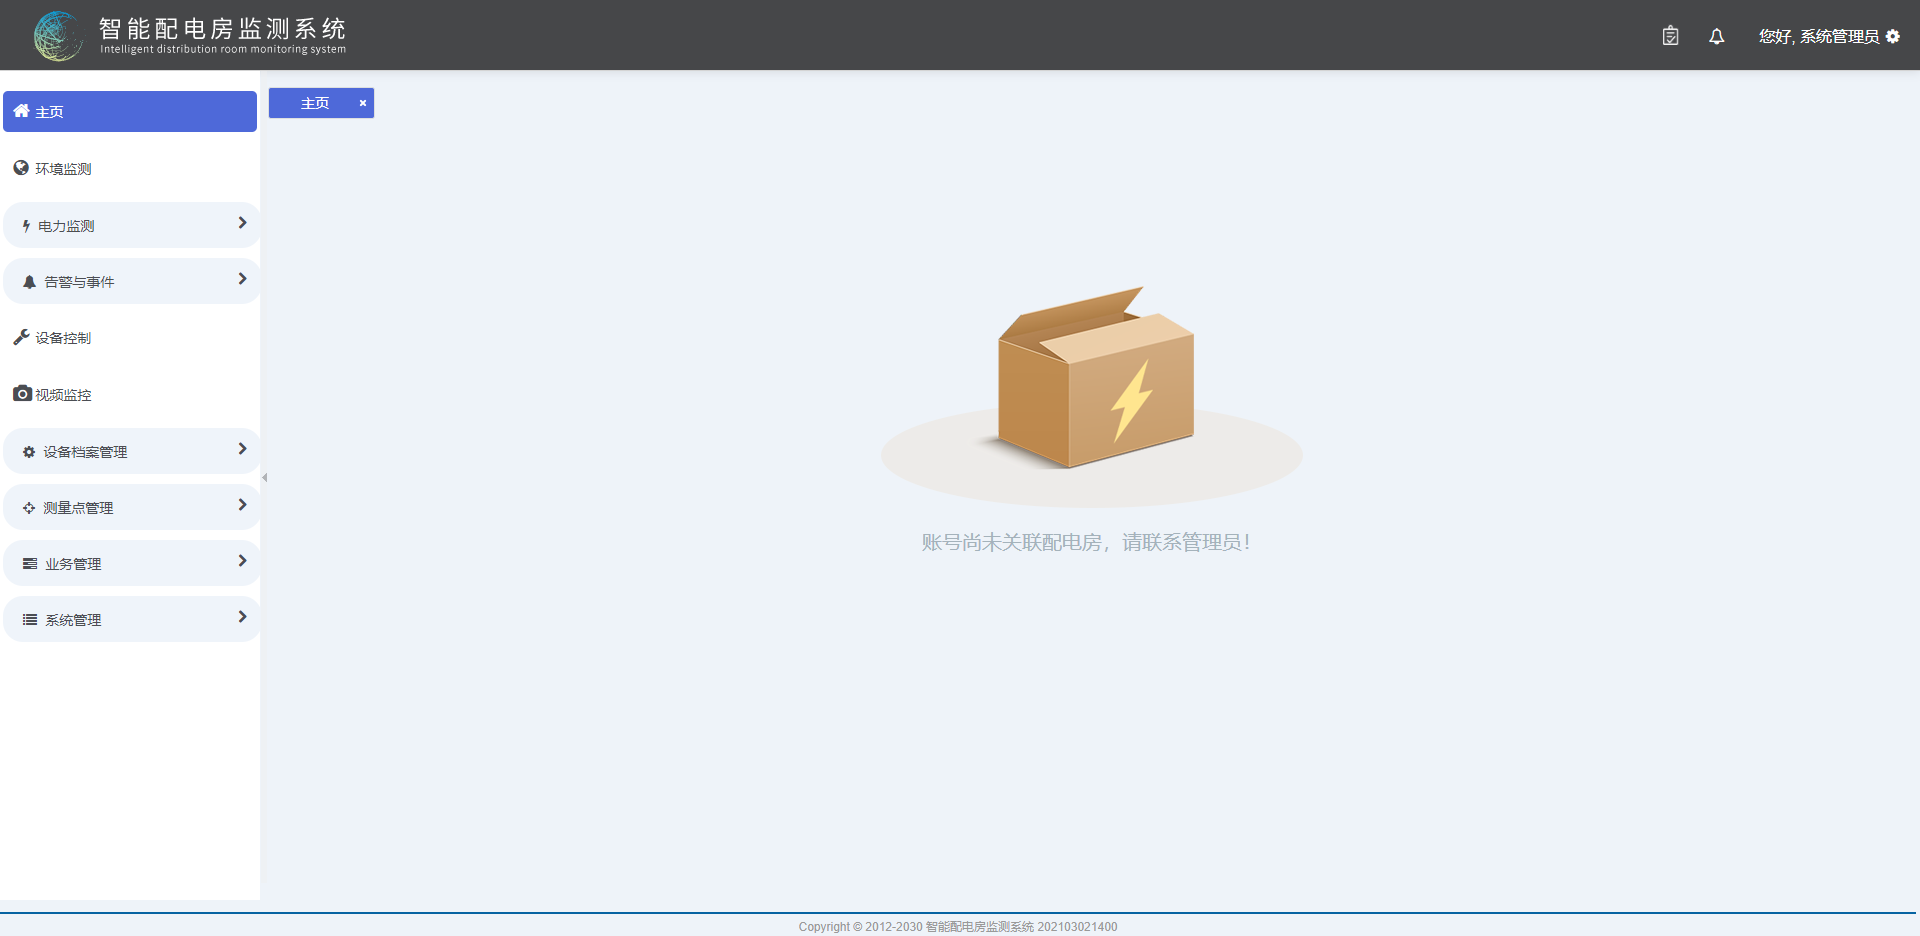 智能配电房监测系统
Intelligent distribution room monitoring system
您好, 系统管理员
主页
环境监测
电力监测
告警与事件
设备控制
视频监控
设备档案管理
测量点管理
业务管理
系统管理
主页
账号尚未关联配电房，请联系管理员！
Copyright © 2012-2030 智能配电房监测系统 202103021400